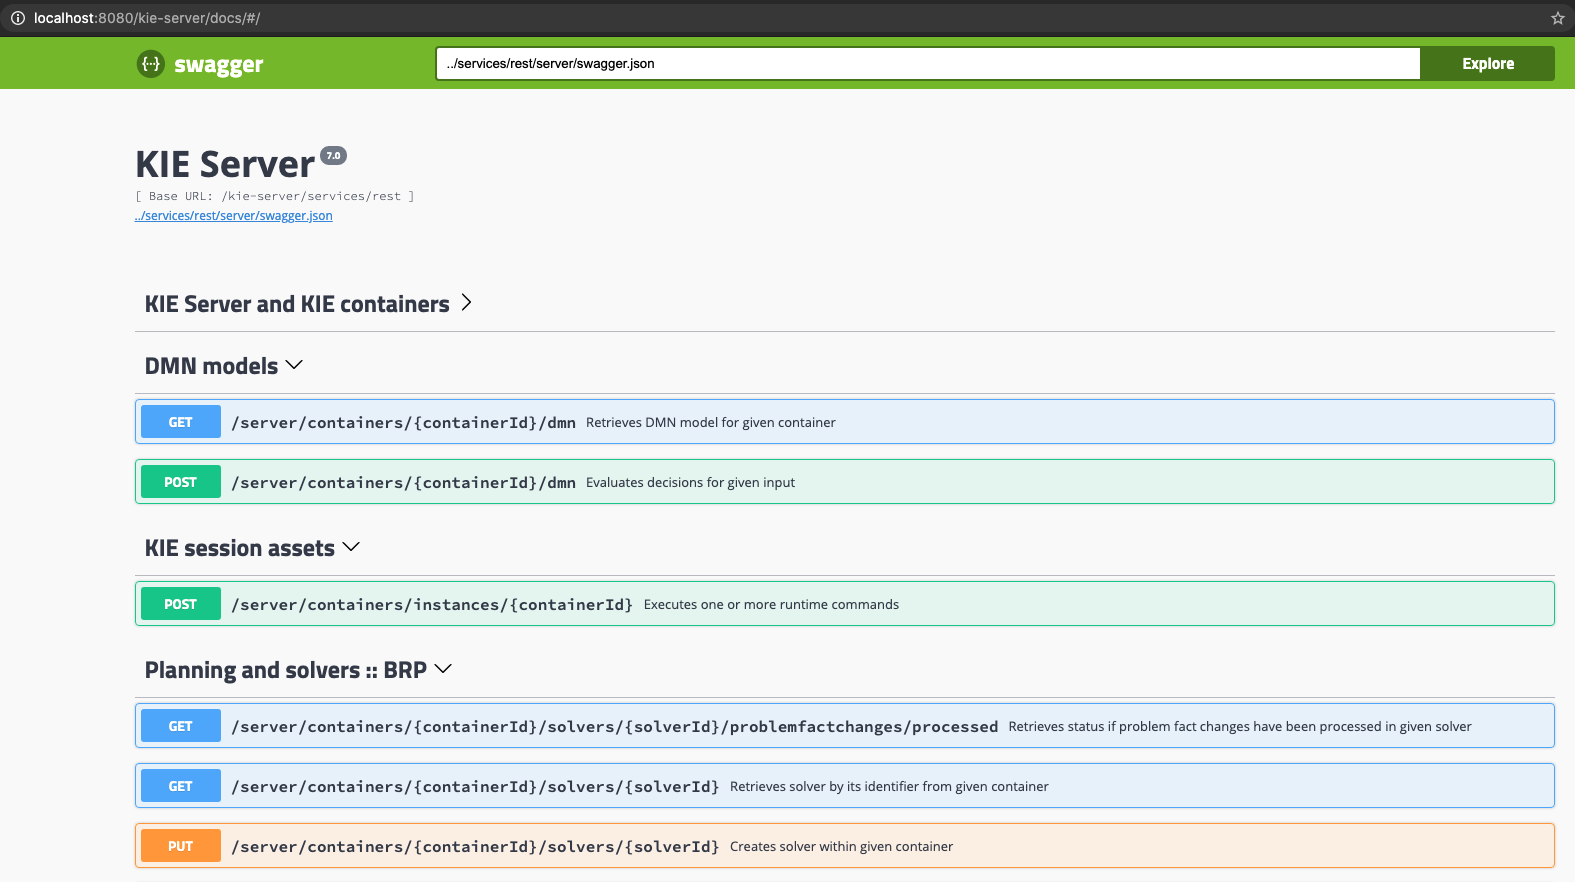 localhost:8080/kie-server/docs/#/
{···} swagger
../services/rest/server/swagger.json
Explore
KIE Server 7.0
[ Base URL: /kie-server/services/rest ]
../services/rest/server/swagger.json
KIE Server and KIE containers
DMN models
GET /server/containers/{containerId}/dmn Retrieves DMN model for given container
POST /server/containers/{containerId}/dmn Evaluates decisions for given input
KIE session assets
POST /server/containers/instances/{containerId} Executes one or more runtime commands
Planning and solvers :: BRP
GET /server/containers/{containerId}/solvers/{solverId}/problemfactchanges/processed Retrieves status if problem fact changes have been processed in given solver
GET /server/containers/{containerId}/solvers/{solverId} Retrieves solver by its identifier from given container
PUT /server/containers/{containerId}/solvers/{solverId} Creates solver within given container